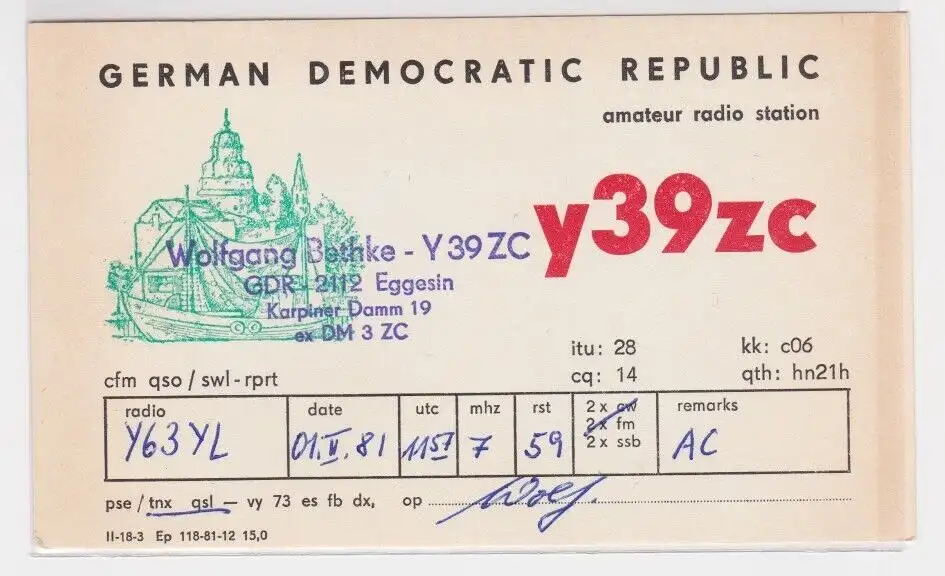 GERMAN DEMOCRATIC REPUBLIC
amateur radio station
y39zc
Wolfgang Bethke - Y39ZC
GDR - 2112 Eggesin
Karpiner Damm 19
ex DM 3 ZC
itu: 28 kk: c06
cq: 14 qth: hn21h
cfm qso / swl-rprt
radio date utc mhz rst 2 x cw remarks
2 x fm
2 x ssb
Y63YL 01.II.81 1157 7 59 AC
pse / tnx qsl — vy 73 es fb dx, op Wolf.
II-18-3 Ep 118-81-12 15,0